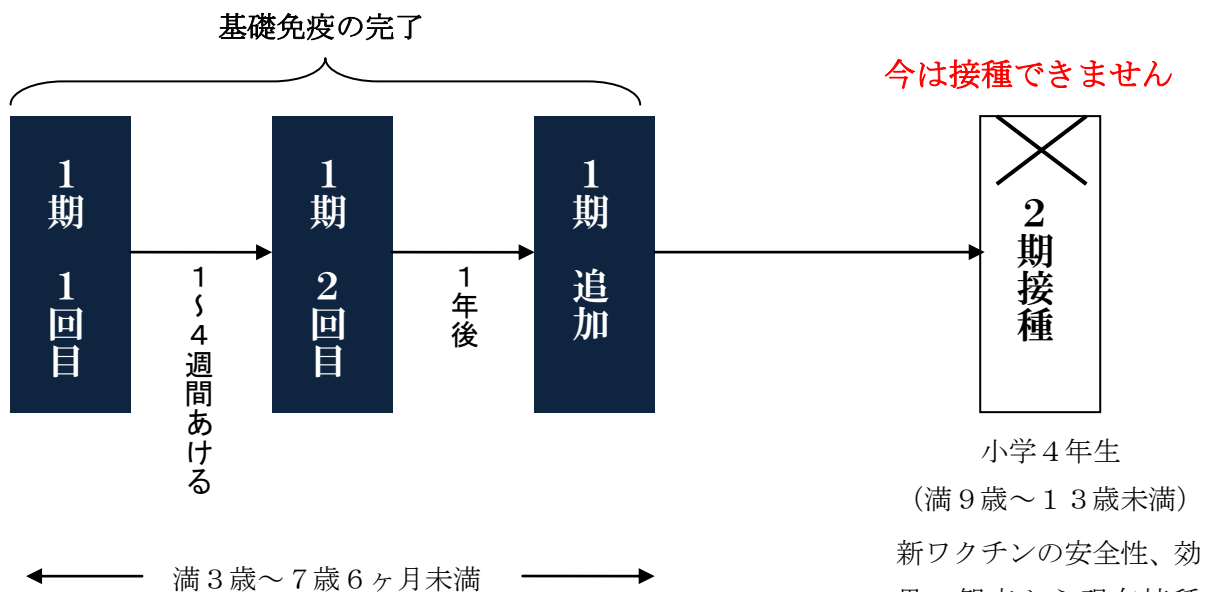 基礎免疫の完了
今は接種できません
1期 1回目
1～4週間あける
1期 2回目
1年後
1期 追加
2期接種
小学４年生
（満９歳～１３歳未満）
新ワクチンの安全性、効
満３歳～７歳６ヶ月未満